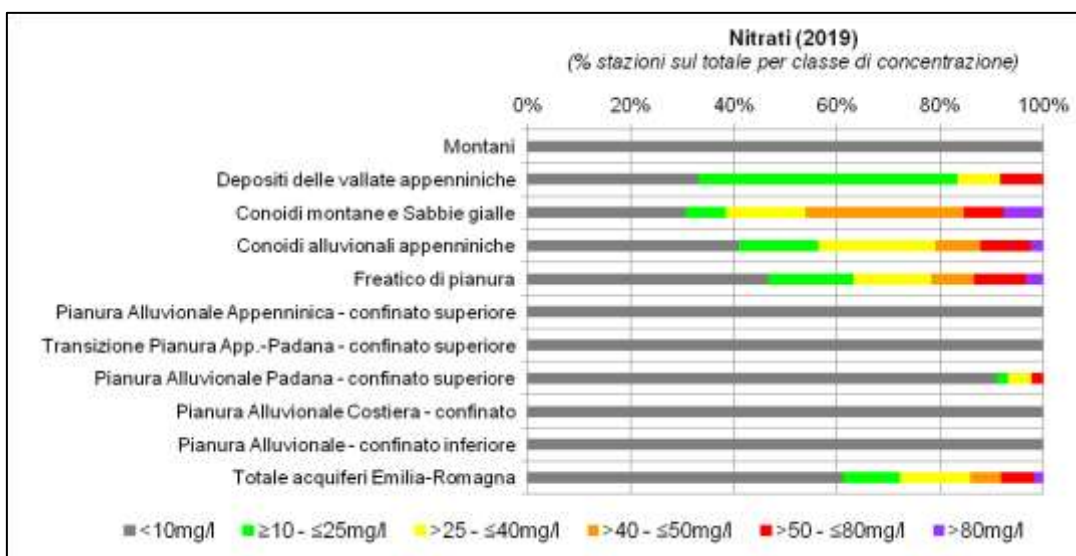 Nitrati (2019)
(% stazioni sul totale per classe di concentrazione)
0% 20% 40% 60% 80% 100%
Montani
Depositi delle vallate appenniniche
Conoidi montane e Sabbie gialle
Conoidi alluvionali appenniniche
Freatico di pianura
Pianura Alluvionale Appenninica - confinato superiore
Transizione Pianura App.-Padana - confinato superiore
Pianura Alluvionale Padana - confinato superiore
Pianura Alluvionale Costiera - confinato
Pianura Alluvionale - confinato inferiore
Totale acquiferi Emilia-Romagna
<10mg/l ≥10 - ≤25mg/l >25 - ≤40mg/l >40 - ≤50mg/l >50 - ≤80mg/l >80mg/l